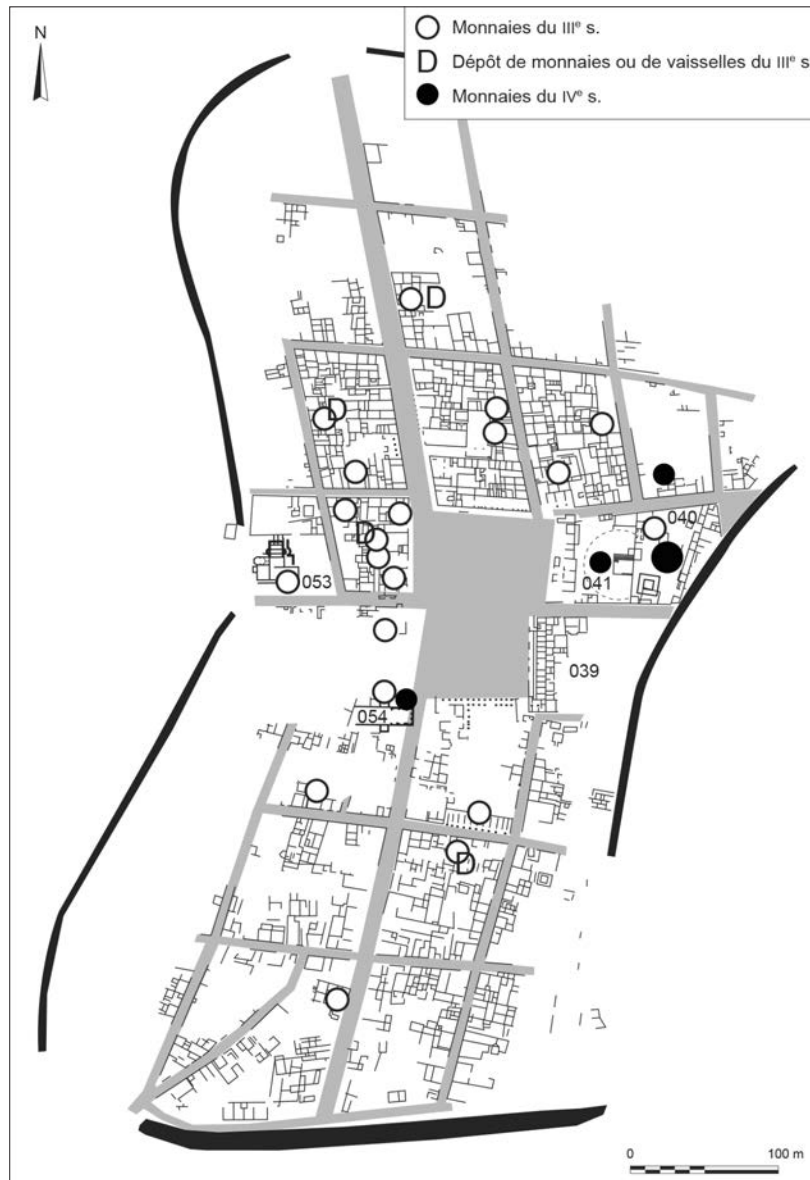 N
Monnaies du IIIe s.
D Dépôt de monnaies ou de vaisselles du IIIe s
Monnaies du IVe s.
D
D
040
D
053
041
039
054
D
0 100 m